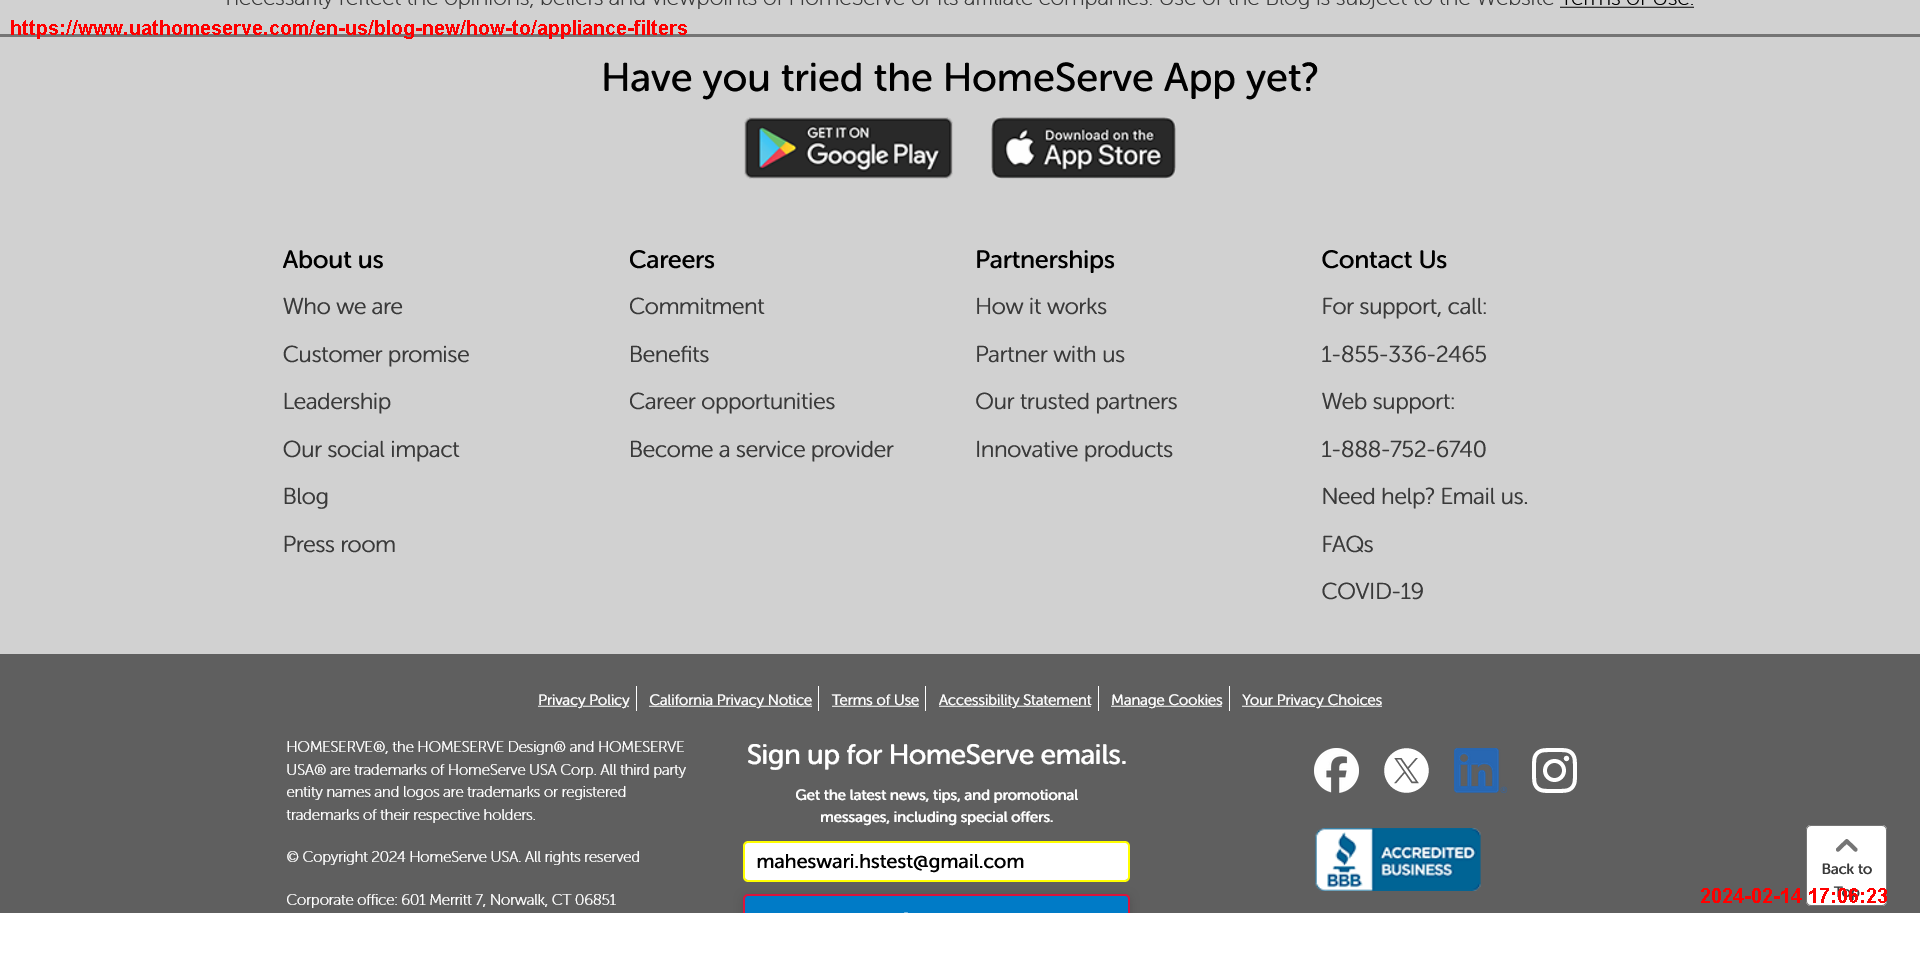 necessarily reflect the opinions, beliefs and viewpoints of HomeServe or its affiliate companies. Use of the Blog is subject to the Website Terms of Use.
https://www.uathomeserve.com/en-us/blog-new/how-to/appliance-filters
Have you tried the HomeServe App yet?
GET IT ON
Google Play
Download on the
App Store
About us
Who we are
Customer promise
Leadership
Our social impact
Blog
Press room
Careers
Commitment
Benefits
Career opportunities
Become a service provider
Partnerships
How it works
Partner with us
Our trusted partners
Innovative products
Contact Us
For support, call:
1-855-336-2465
Web support:
1-888-752-6740
Need help? Email us.
FAQs
COVID-19
Privacy Policy
California Privacy Notice
Terms of Use
Accessibility Statement
Manage Cookies
Your Privacy Choices
HOMESERVE®, the HOMESERVE Design® and HOMESERVE
USA® are trademarks of HomeServe USA Corp. All third party
entity names and logos are trademarks or registered
trademarks of their respective holders.
© Copyright 2024 HomeServe USA. All rights reserved
Corporate office: 601 Merritt 7, Norwalk, CT 06851
Sign up for HomeServe emails.
Get the latest news, tips, and promotional
messages, including special offers.
maheswari.hstest@gmail.com
in
BBB
ACCREDITED
BUSINESS
Back to
Top
2024-02-14 17:06:23